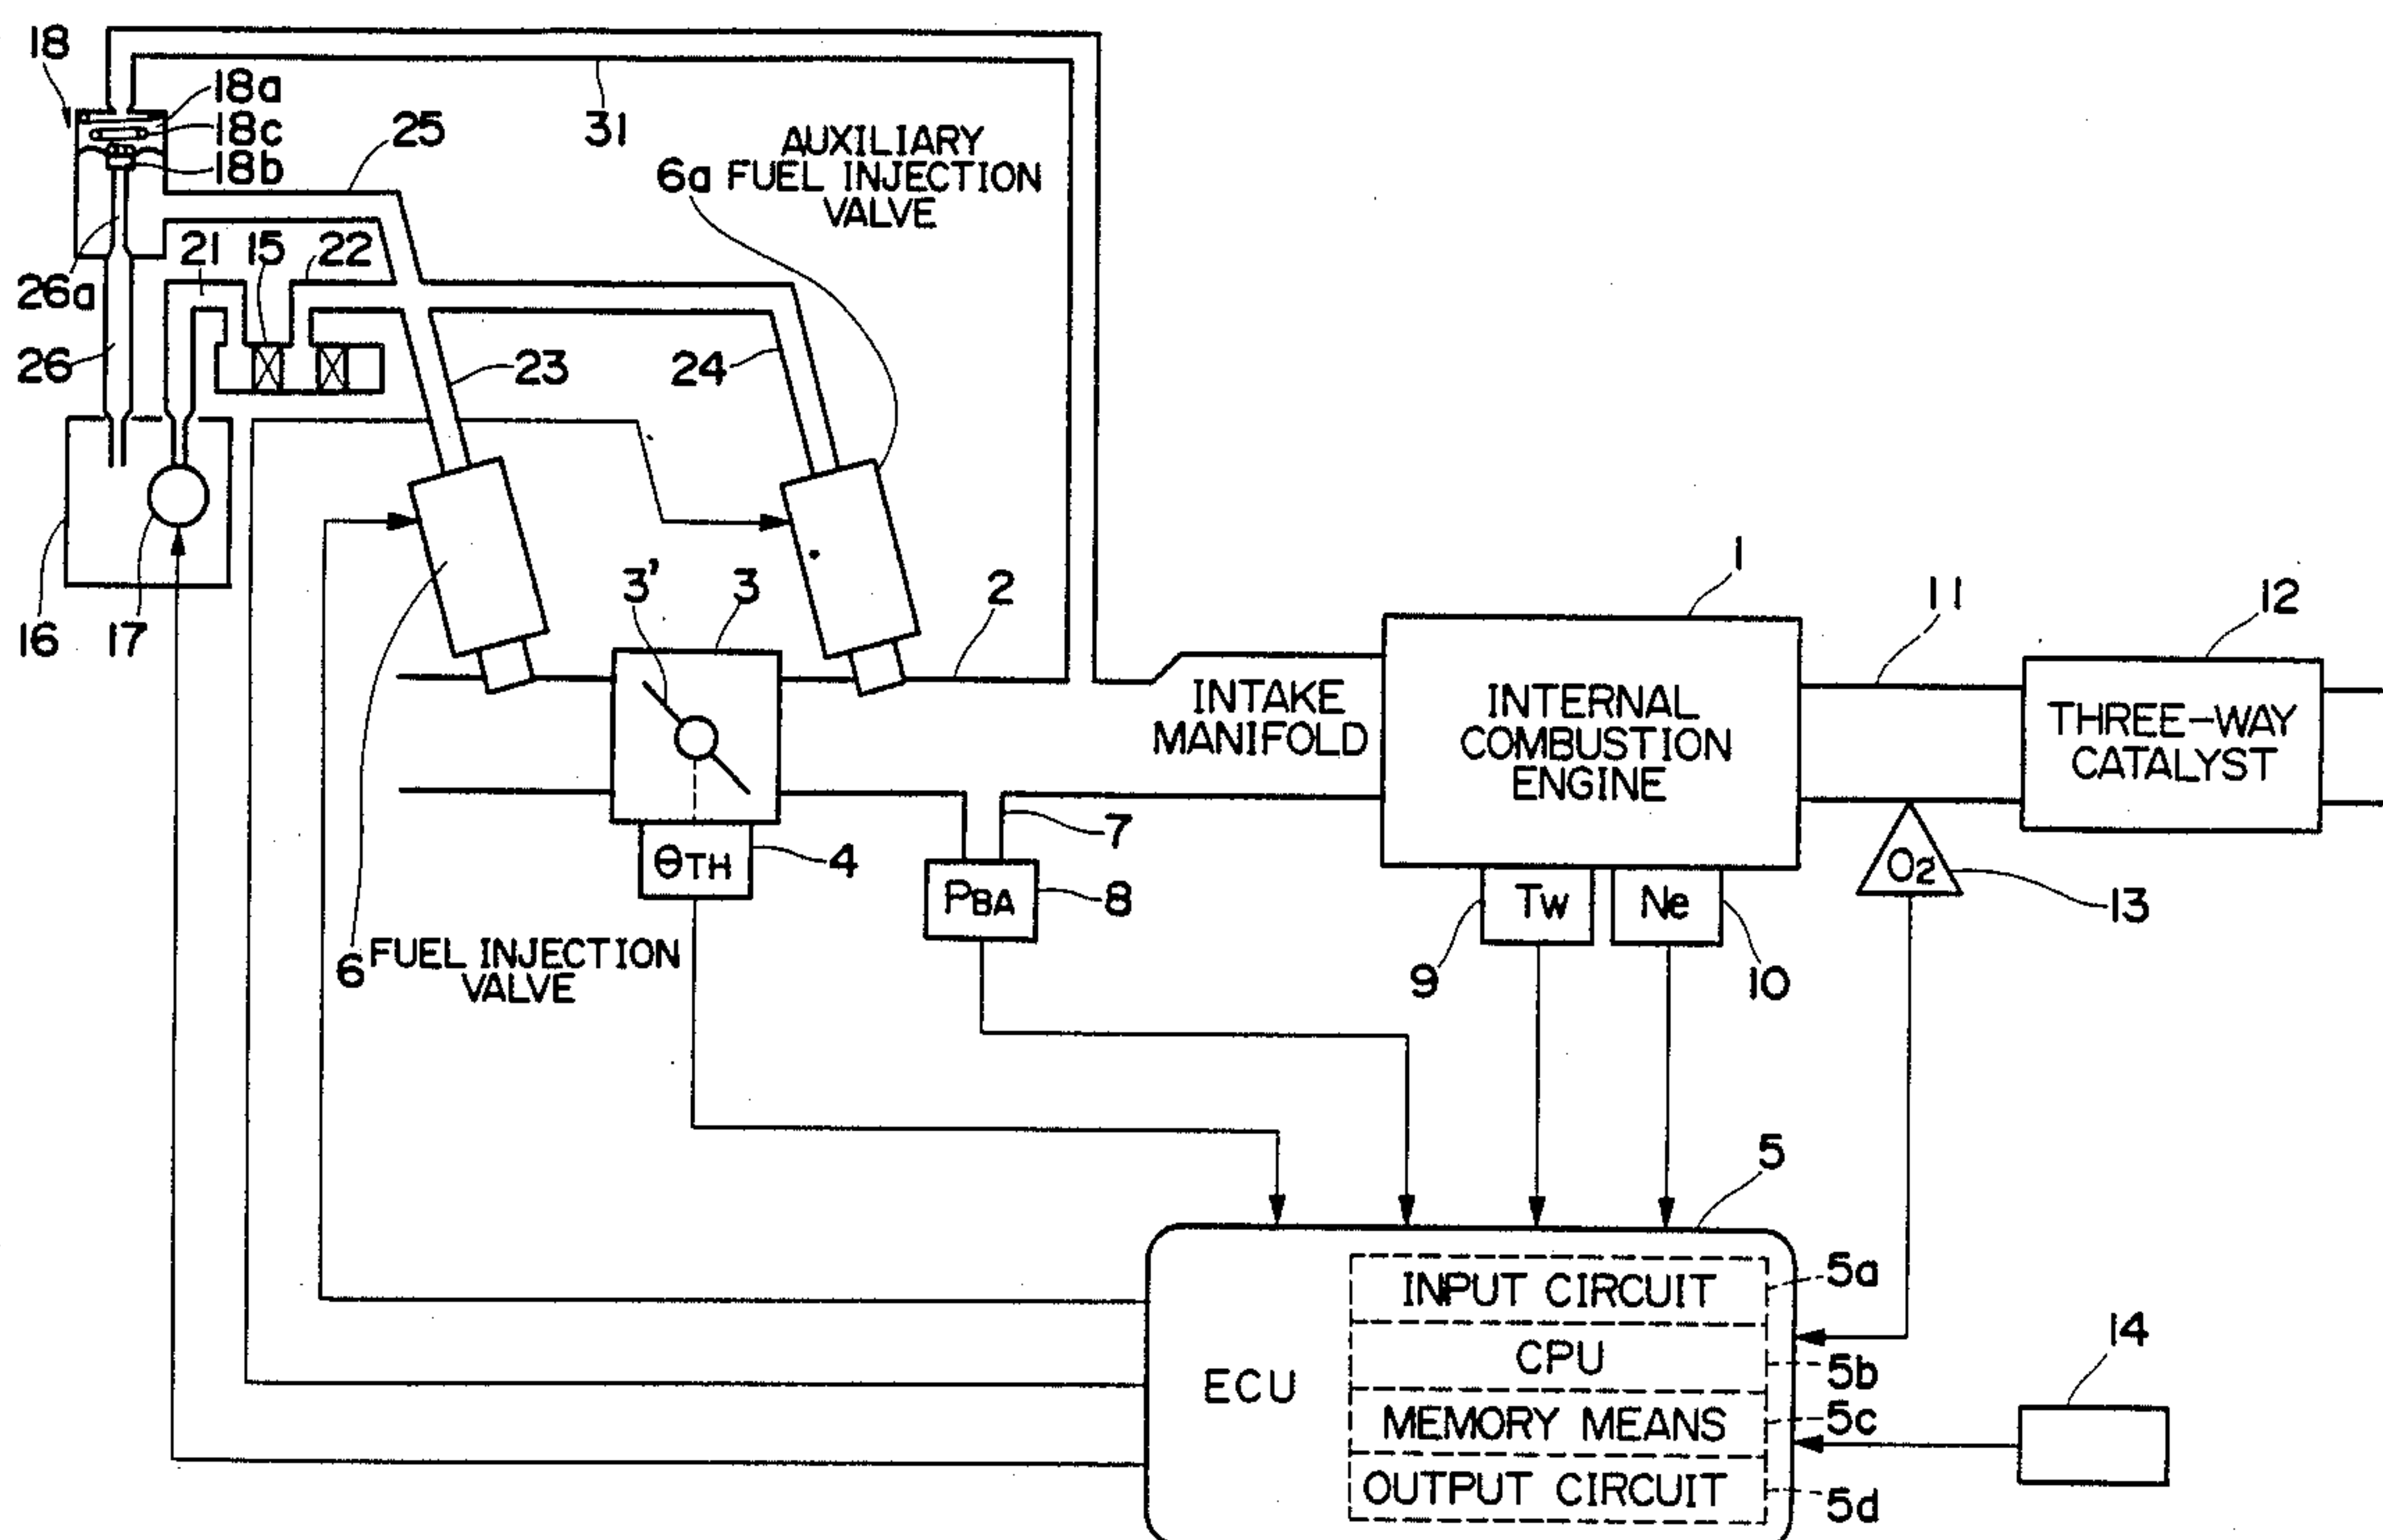 18
18a
18c
18b
25
31
AUXILIARY
6a FUEL INJECTION
VALVE
21
15
22
26a
26
23
24
16
17
3'
3
2
1
11
12
INTAKE
MANIFOLD
INTERNAL
COMBUSTION
ENGINE
THREE-WAY
CATALYST
θTH
4
7
PBA
8
Tw
Ne
O2
13
6 FUEL INJECTION
VALVE
9
10
5
INPUT CIRCUIT
5a
CPU
5b
ECU
MEMORY MEANS
5c
OUTPUT CIRCUIT
5d
14